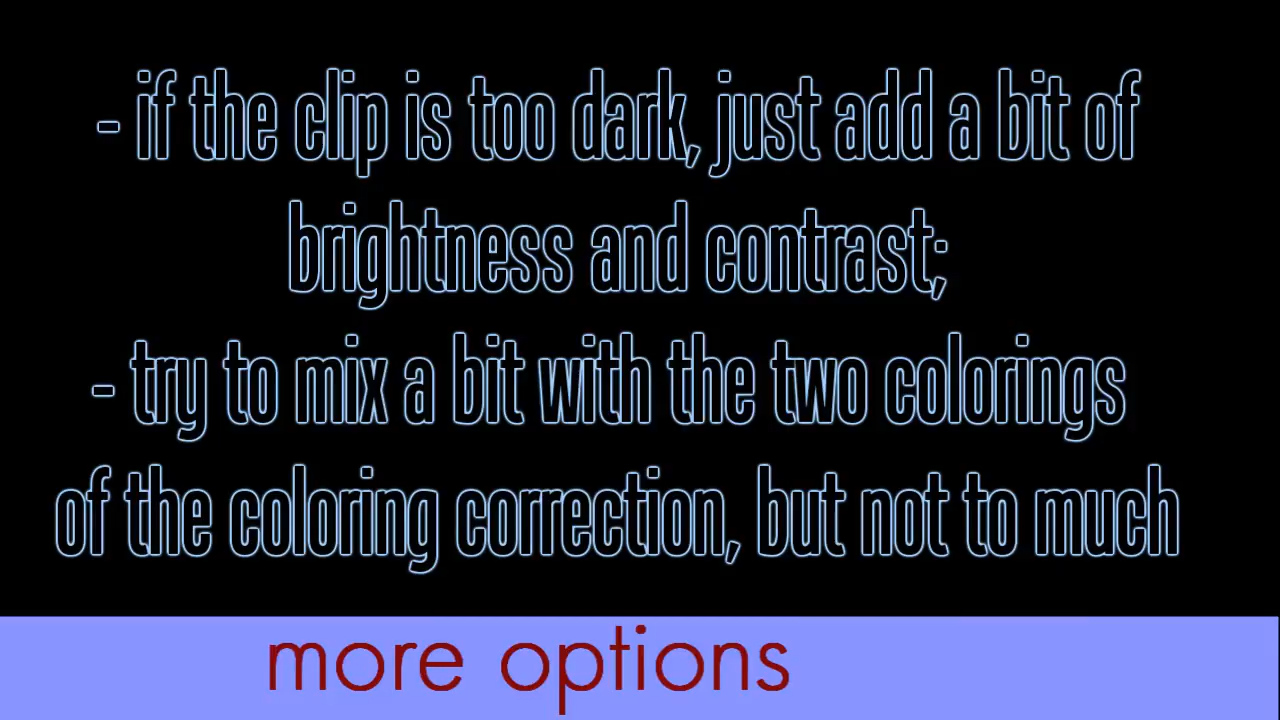 - if the clip is too dark, just add a bit of
brightness and contrast;
- try to mix a bit with the two colorings
of the coloring correction, but not to much
more options